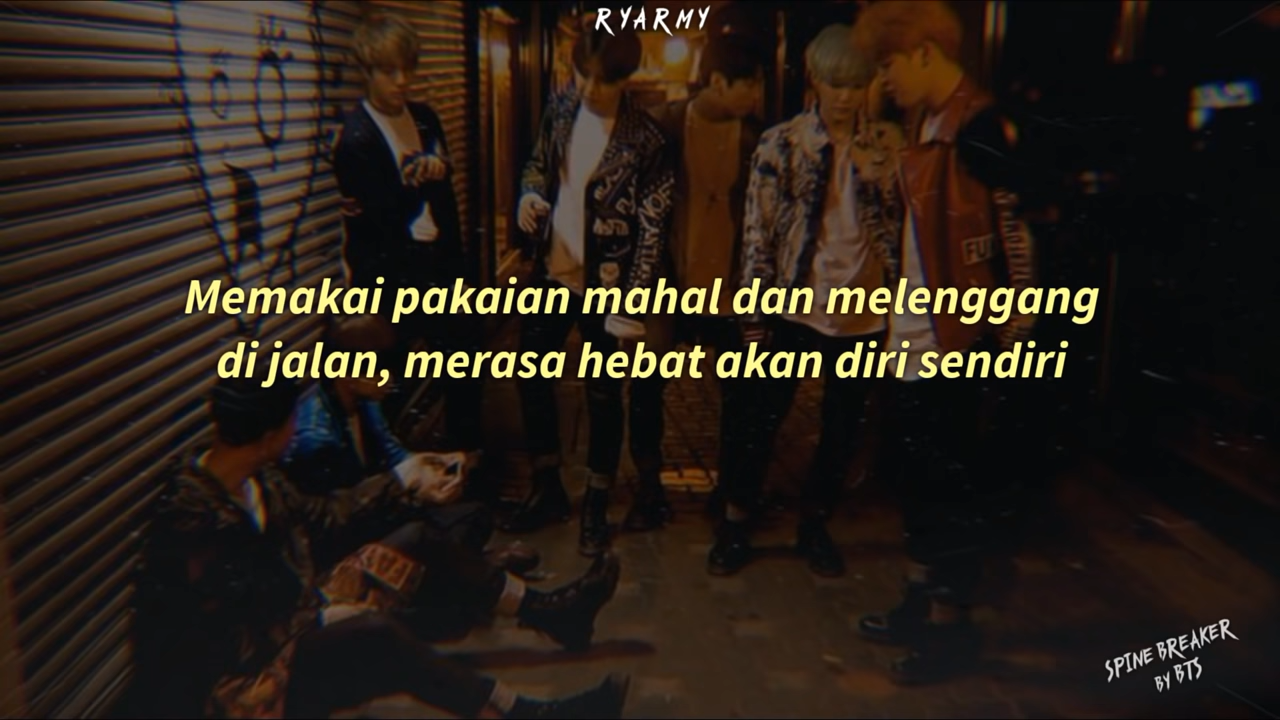 RYARMY
Memakai pakaian mahal dan melenggang
di jalan, merasa hebat akan diri sendiri
SPINE BREAKER
BY BTS